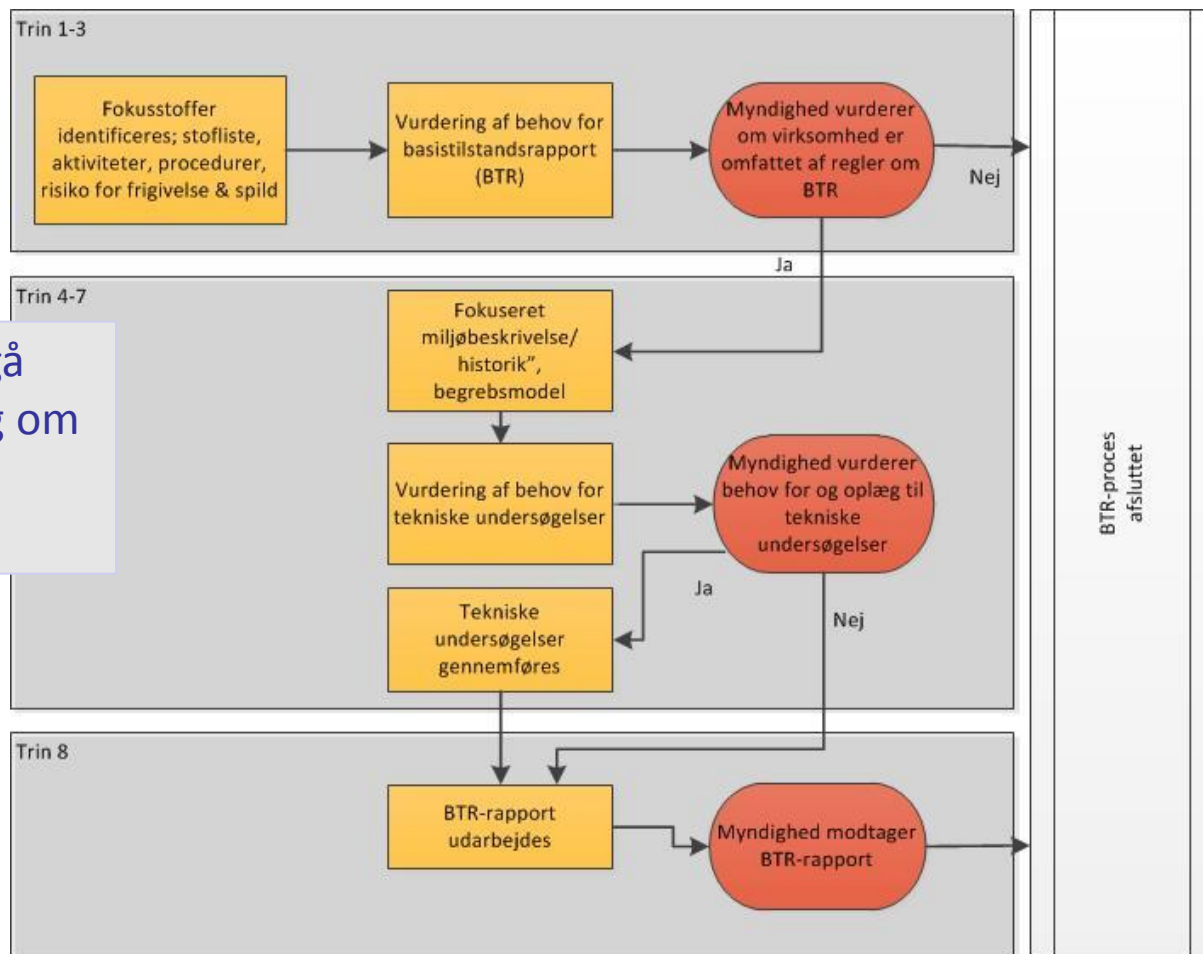 Trin 1-3
Fokusstoffer
identificeres; stofliste,
aktiviteter, procedurer,
risiko for frigivelse & spild
Vurdering af behov for
basistilstandsrapport
(BTR)
Myndighed vurderer
om virksomhed er
omfattet af regler om
BTR
Nej
Ja
Trin 4-7
Fokuseret
miljøbeskrivelse/
historik”,
begrebsmodel
om
Vurdering af behov for
tekniske undersøgelser
Myndighed vurderer
behov for og oplæg til
tekniske
undersøgelser
Ja
Nej
Tekniske
undersøgelser
gennemføres
Trin 8
BTR-rapport
udarbejdes
Myndighed modtager
BTR-rapport
BTR-proces
afsluttet